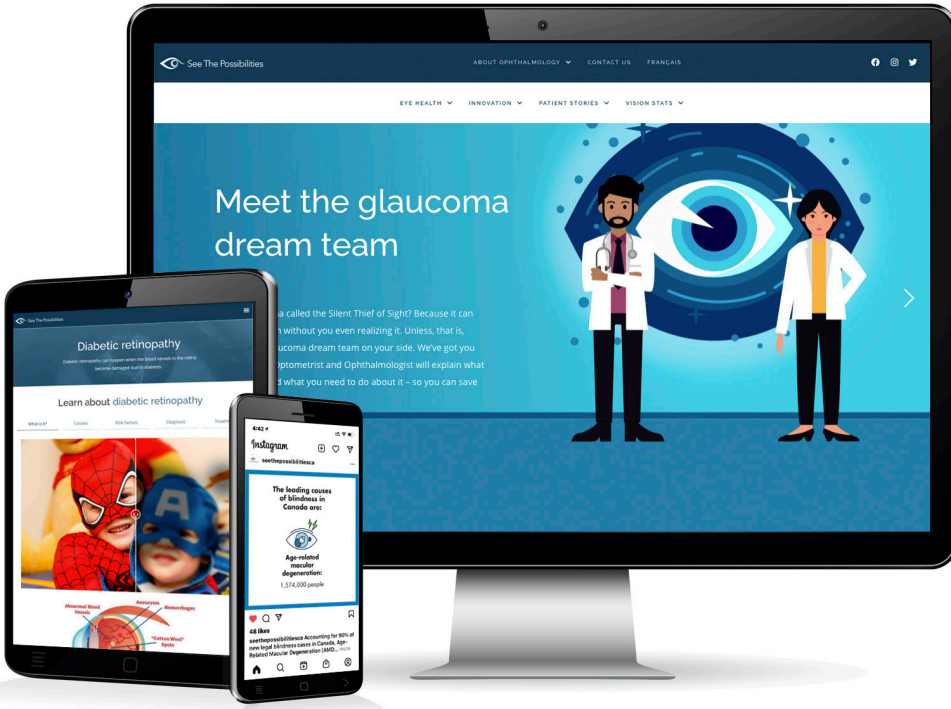 See The Possibilities
ABOUT OPHTHALMOLOGY
CONTACT US
FRANÇAIS
EYE HEALTH
INNOVATION
PATIENT STORIES
VISION STATS
Meet the glaucoma
dream team
called the Silent Thief of Sight? Because it can
without you even realizing it. Unless, that is,
dream team on your side. We've got you
Optometrist and Ophthalmologist will explain what
what you need to do about it – so you can save
See The Possibilities
Diabetic retinopathy
Diabetic retinopathy can happen when the blood vessels in the retina
become damaged due to diabetes.
Learn about diabetic retinopathy
What is it?
Causes
Risk factors
Diagnosis
A
Abnormal Blood
Vessels
Aneurysm
Hemorrhages
"Cotton Wool"
Spots
4:42
Instagram
seethepossibilitiesca
The leading causes
of blindness in
Canada are:
Age-related
macular
degeneration:
1,574,000 people
48 likes
seethepossibilitiesca Accounting for 90% of
new legal blindness cases in Canada, Age-
Related Macular Degeneration (AMD... more